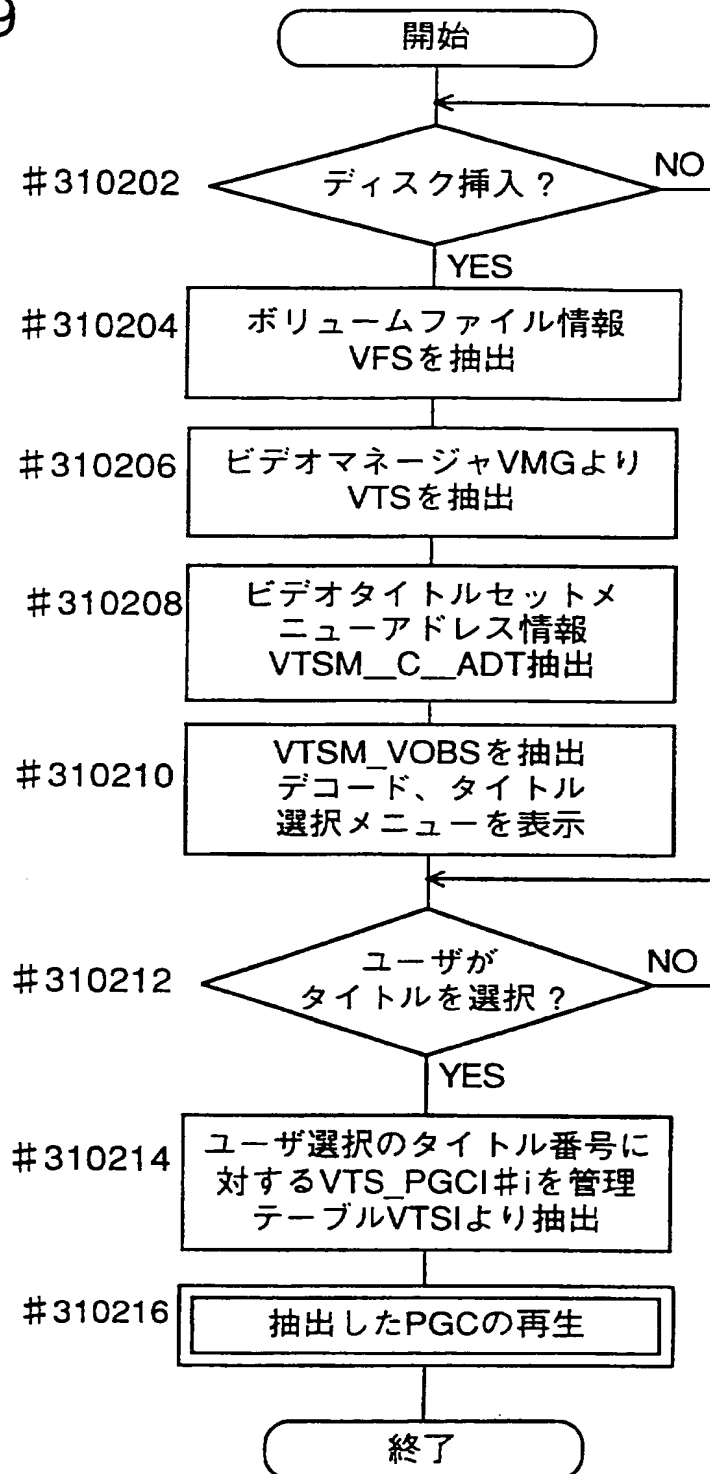 9
開始
#310202
ディスク挿入？
NO
YES
#310204
ボリュームファイル情報
VFSを抽出
#310206
ビデオマネージャVMGより
VTSを抽出
#310208
ビデオタイトルセットメ
ニューアドレス情報
VTSM__C__ADT抽出
#310210
VTSM_VOBSを抽出
デコード、タイトル
選択メニューを表示
#310212
ユーザが
タイトルを選択？
NO
YES
#310214
ユーザ選択のタイトル番号に
対するVTS_PGCI#iを管理
テーブルVTSIより抽出
#310216
抽出したPGCの再生
終了